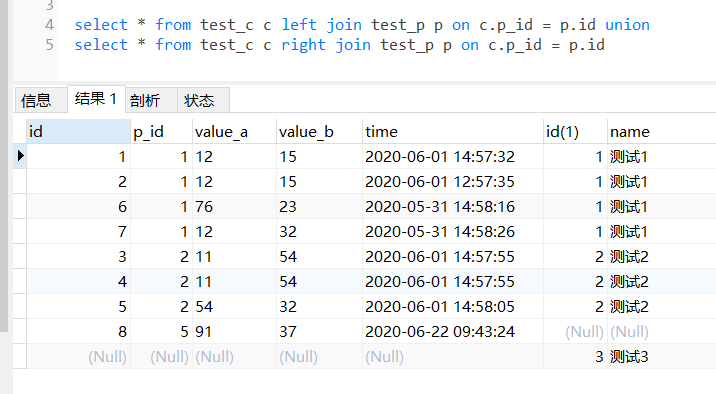 3
4 select * from test_c c left join test_p p on c.p_id = p.id union
5 select * from test_c c right join test_p p on c.p_id = p.id
信息 结果 1 剖析 状态
id p_id value_a value_b time id(1) name
1 1 12 15 2020-06-01 14:57:32 1 测试1
2 1 12 15 2020-06-01 12:57:35 1 测试1
6 1 76 23 2020-05-31 14:58:16 1 测试1
7 1 12 32 2020-05-31 14:58:26 1 测试1
3 2 11 54 2020-06-01 14:57:55 2 测试2
4 2 11 54 2020-06-01 14:57:55 2 测试2
5 2 54 32 2020-06-01 14:58:05 2 测试2
8 5 91 37 2020-06-22 09:43:24 (Null) (Null)
(Null) (Null) (Null) (Null) (Null) 3 测试3